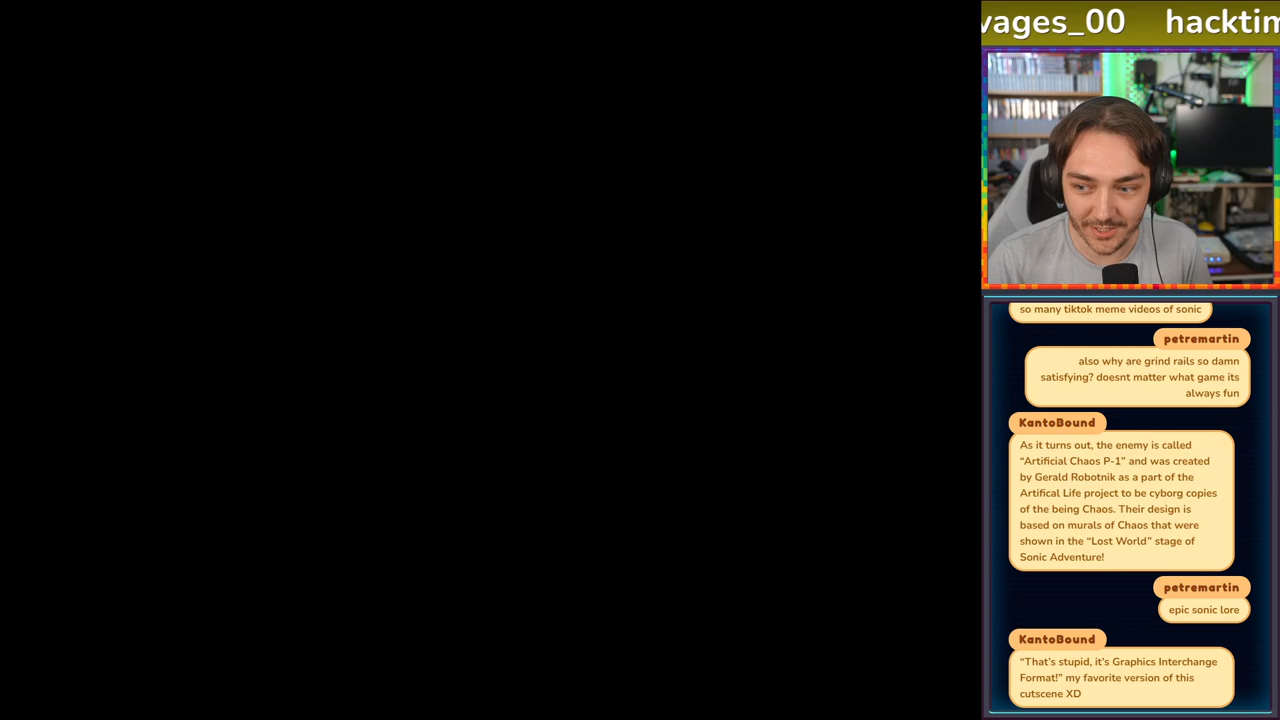 vages_00 hacktim
so many tiktok meme videos of sonic
petremartin
also why are grind rails so damn
satisfying? doesnt matter what game its
always fun
KantoBound
As it turns out, the enemy is called
“Artificial Chaos P-1” and was created
by Gerald Robotnik as a part of the
Artifical Life project to be cyborg copies
of the being Chaos. Their design is
based on murals of Chaos that were
shown in the “Lost World” stage of
Sonic Adventure!
petremartin
epic sonic lore
KantoBound
“That’s stupid, it’s Graphics Interchange
Format!” my favorite version of this
cutscene XD